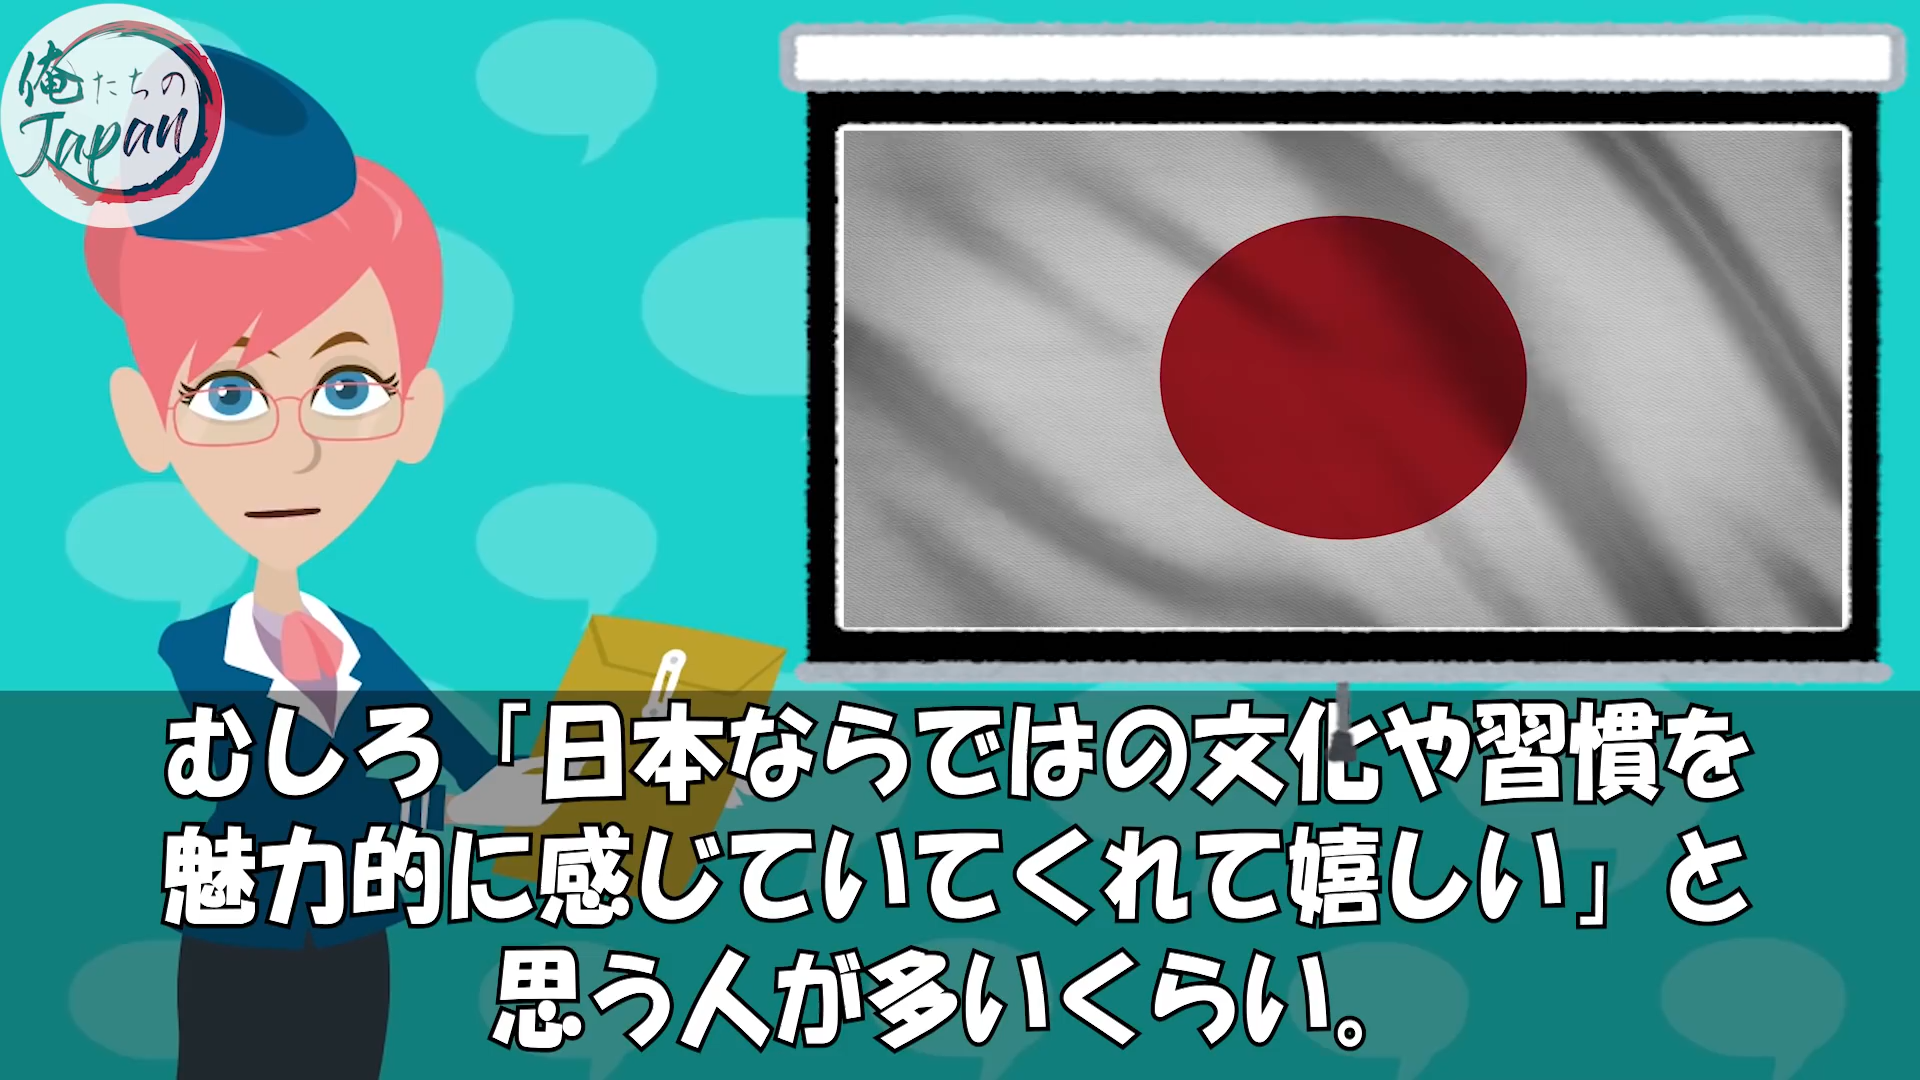 俺たちの
Japan
むしろ「日本ならではの文化や習慣を
魅力的に感じていてくれて嬉しい」と
思う人が多いくらい。